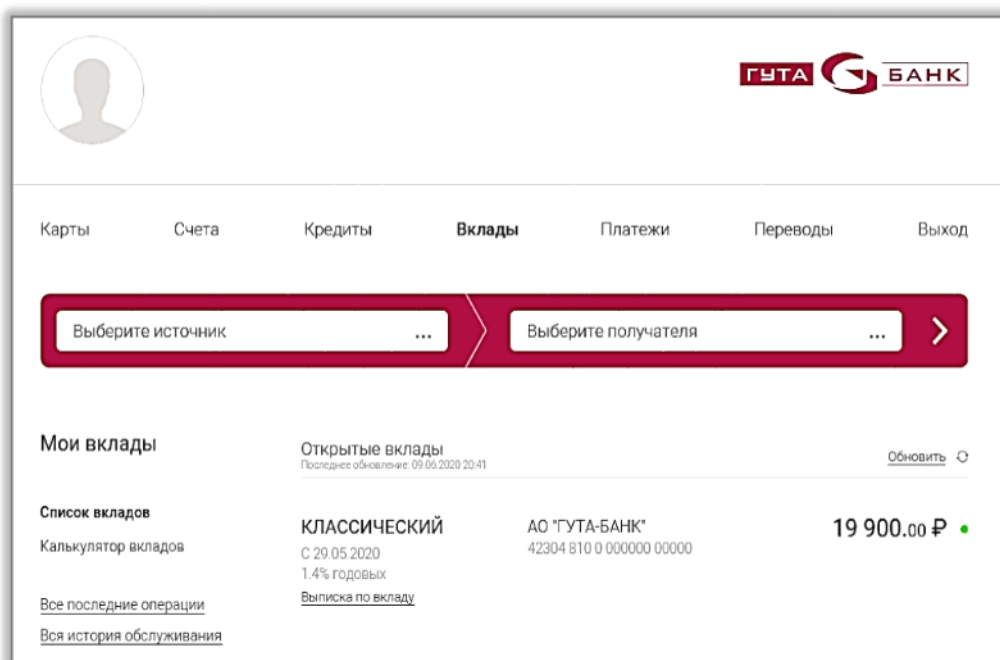 ГУТА БАНК
Карты Счета Кредиты Вклады Платежи Переводы Выход
Выберите источник ... Выберите получателя ...
Мои вклады
Открытые вклады
Последнее обновление: 09.06.2020 20:41
Обновить
Список вкладов
Калькулятор вкладов
Все последние операции
Вся история обслуживания
КЛАССИЧЕСКИЙ
С 29.05.2020
1.4% годовых
Выписка по вкладу
АО "ГУТА-БАНК"
42304 810 0 000000 00000
19 900.00 ₽